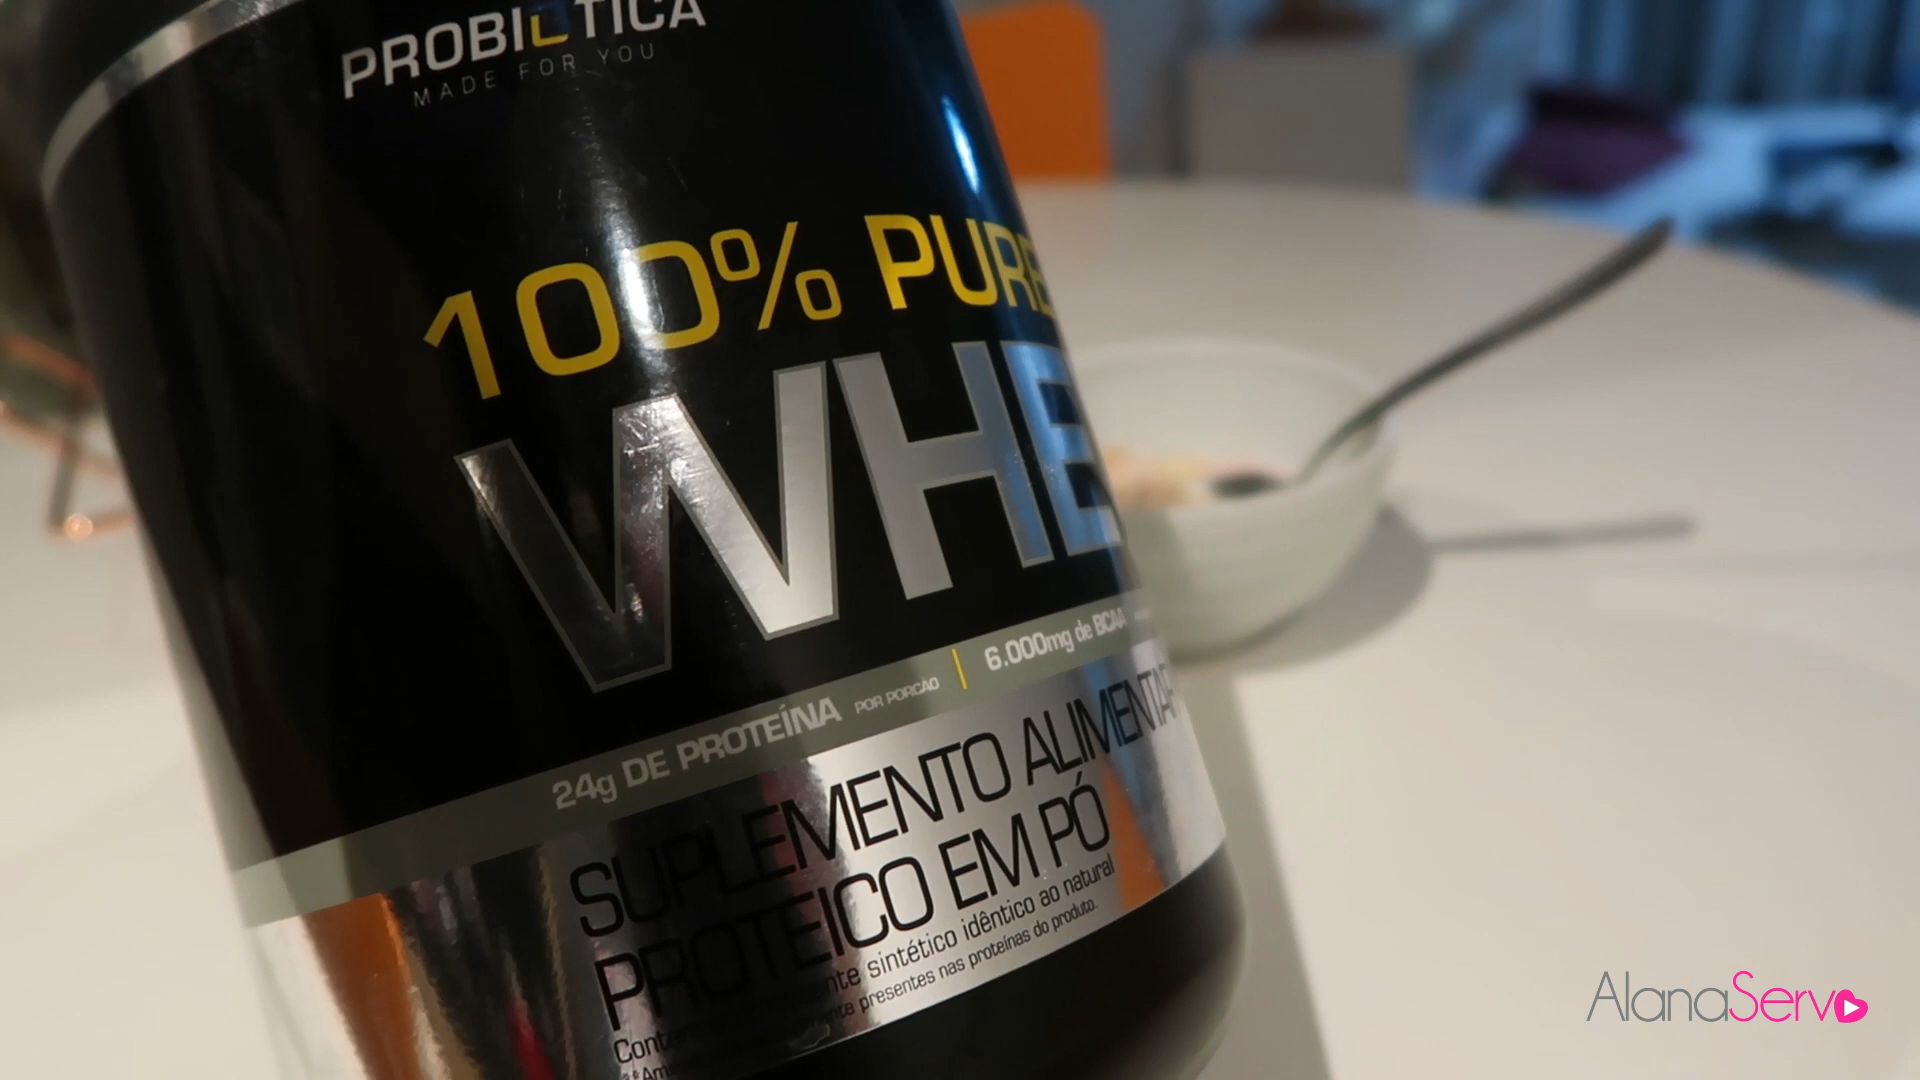 PROBIÓTICA
MADE FOR YOU
100% PURE
WHE
24g DE PROTEÍNA POR PORÇÃO | 6.000mg de BCAA
SUPLEMENTO ALIMENTAR
PROTEICO EM PÓ
sintético idêntico ao natural
presentes nas proteínas do produto.
AlanaServo